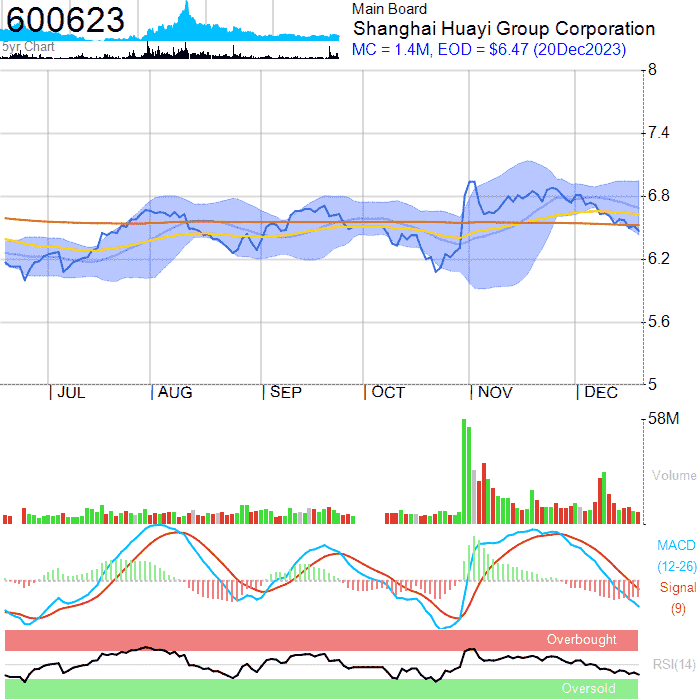 600623
5yr Chart
Main Board
Shanghai Huayi Group Corporation
MC = 1.4M, EOD = $6.47 (20Dec2023)
8
7.4
6.8
6.2
5.6
5
JUL AUG SEP OCT NOV DEC
58M
Volume
MACD
(12-26)
Signal
(9)
Overbought
RSI(14)
Oversold